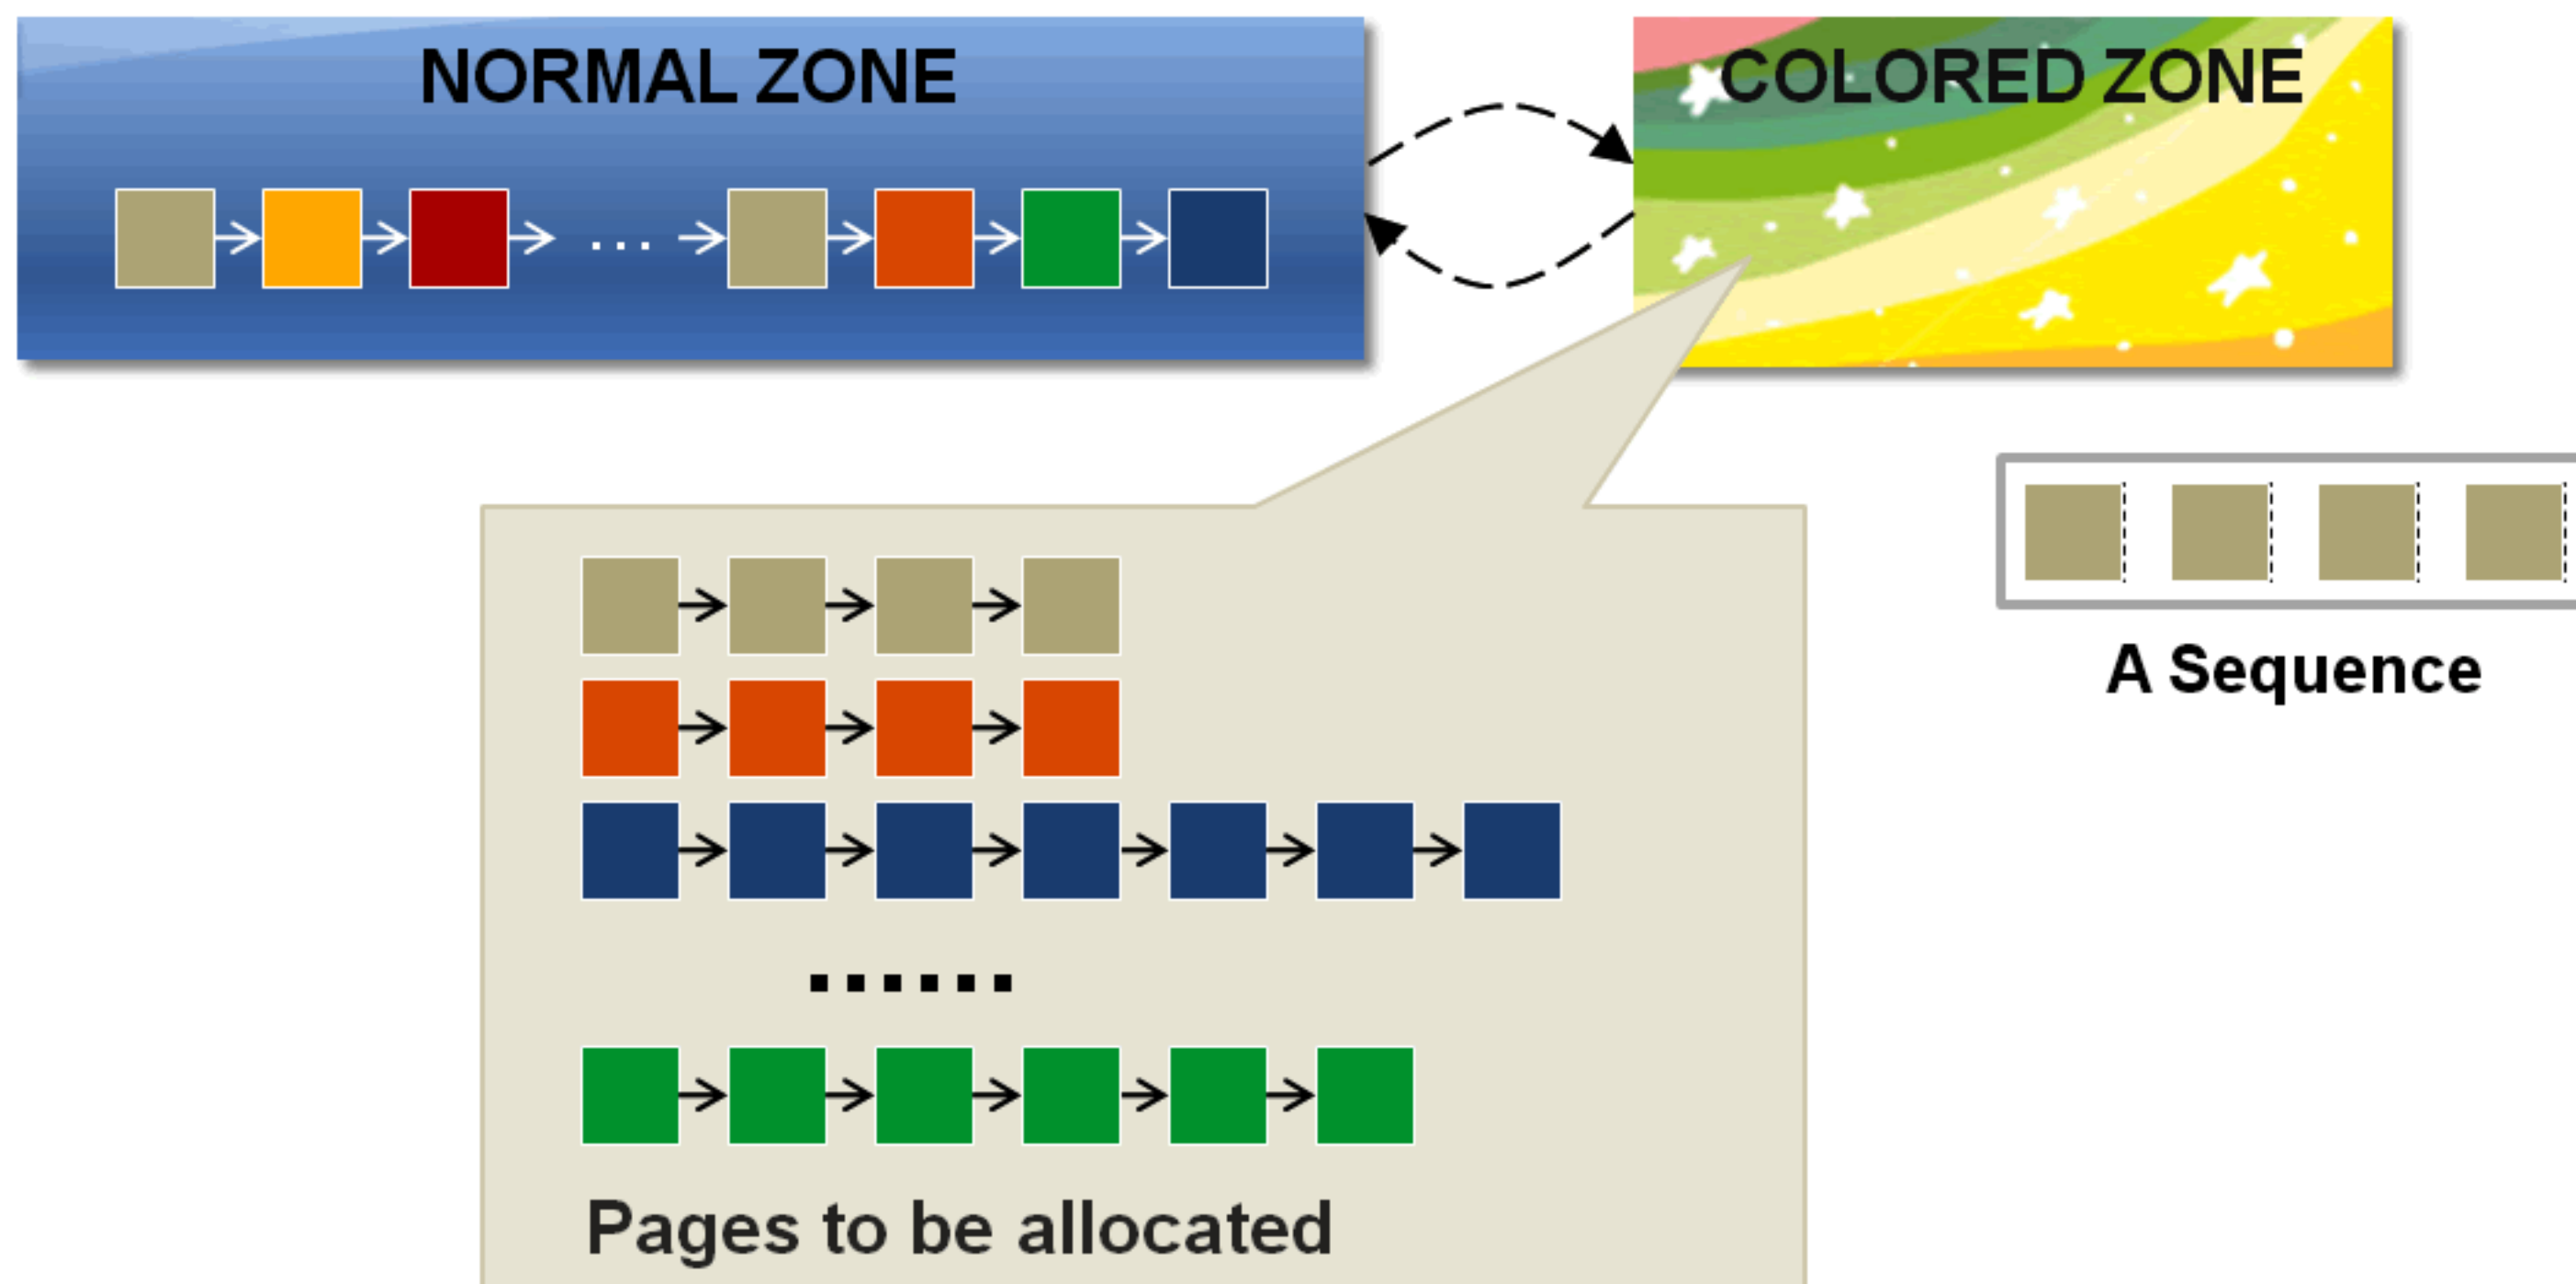 NORMAL ZONE
COLORED ZONE
...
A Sequence
......
Pages to be allocated